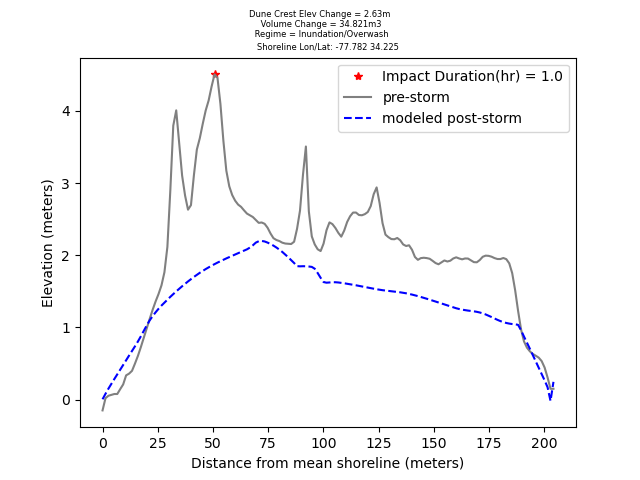 Dune Crest Elev Change = 2.63m
Volume Change = 34.821m3
Regime = Inundation/Overwash
Shoreline Lon/Lat: -77.782 34.225
Impact Duration(hr) = 1.0
pre-storm
modeled post-storm
Elevation (meters)
4
3
2
1
0
0 25 50 75 100 125 150 175 200
Distance from mean shoreline (meters)